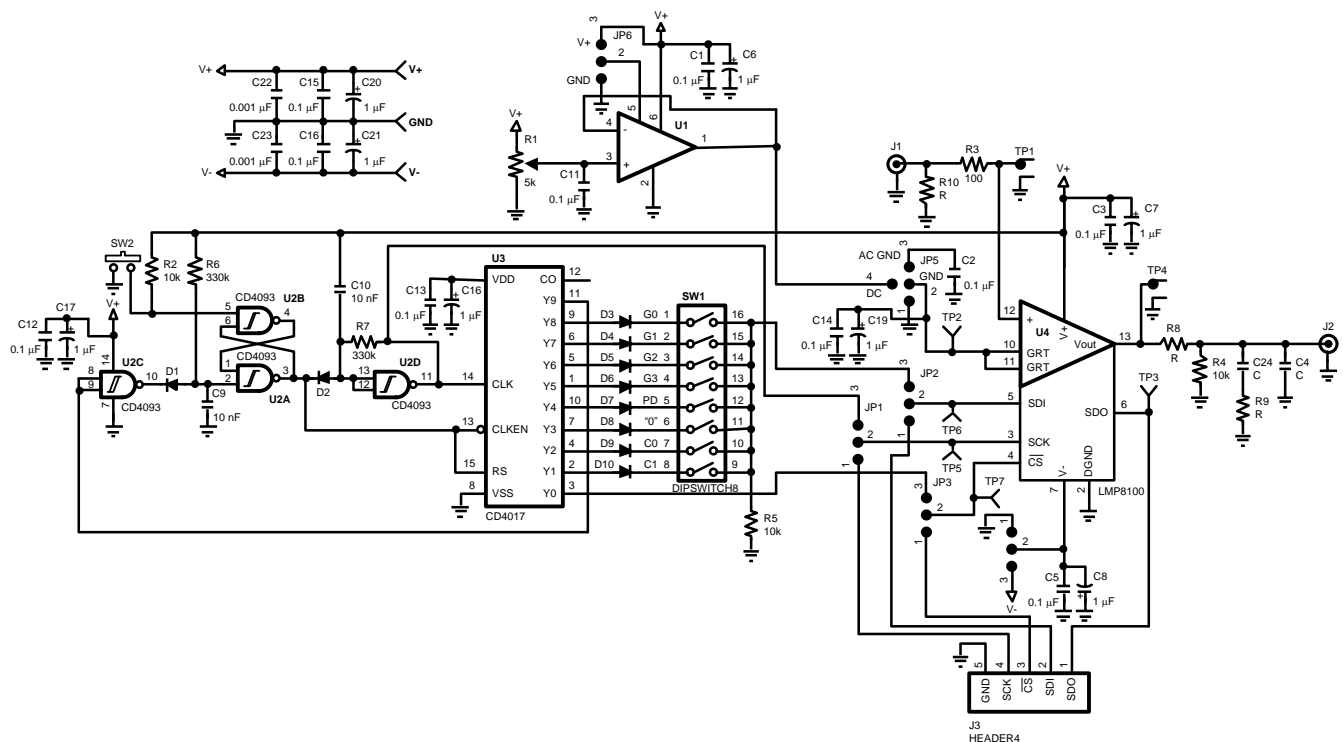 V+
C22
0.001 µF
C15
0.1 µF
C20
1 µF
V+
GND
C23
0.001 µF
C16
0.1 µF
C21
1 µF
V-
V-
3
V+
JP6
2
GND
1
V+
C1
0.1 µF
C6
1 µF
V+
R1
5k
C11
0.1 µF
5
6
4
-
3
+
2
U1
1
J1
R10
R
R3
100
TP1
V+
C3
0.1 µF
C7
1 µF
TP4
SW2
R2
10k
R6
330k
C10
10 nF
C12
0.1 µF
C17
1 µF
V+
14
U2C
8
9
10
7
CD4093
D1
C9
10 nF
U2B
CD4093
5
6
4
CD4093
1
2
3
U2A
D2
R7
330k
U2D
13
12
11
CD4093
C13
0.1 µF
C16
1 µF
U3
VDD
CO
12
Y9
11
Y8
9
Y7
6
Y6
5
Y5
1
14
CLK
Y4
10
13
CLKEN
Y3
7
Y2
4
15
RS
Y1
2
8
VSS
Y0
3
CD4017
D3
D4
D5
D6
D7
D8
D9
D10
SW1
G0 1
16
G1 2
15
G2 3
14
G3 4
13
PD 5
12
"0" 6
11
C0 7
10
C1 8
9
DIPSWITCH8
R5
10k
AC GND
3
JP5
GND
4
DC
2
1
C2
0.1 µF
C14
0.1 µF
C19
1 µF
TP2
3
JP2
2
1
TP6
JP1
3
2
1
TP5
JP3
3
2
1
TP7
1
2
3
V-
12
+
U4
V+
Vout
13
10
GRT
11
GRT
5
SDI
SDO
6
3
SCK
4
CS
V-
DGND
7
2
LMP8100
TP3
R8
R
R4
10k
C24
C
R9
R
C4
C
J2
C5
0.1 µF
C8
1 µF
5
4
3
2
1
GND
SCK
CS
SDI
SDO
J3
HEADER4